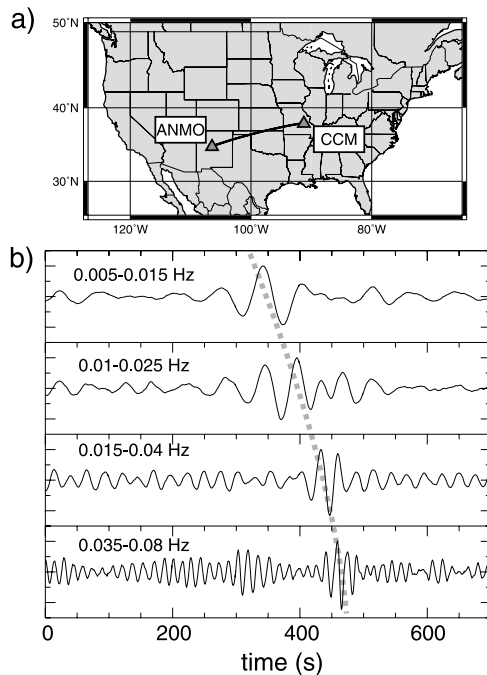 a)
50˚N
40˚N
30˚N
ANMO
CCM
120˚W
100˚W
80˚W
b)
0.005-0.015 Hz
0.01-0.025 Hz
0.015-0.04 Hz
0.035-0.08 Hz
0
200
400
600
time (s)